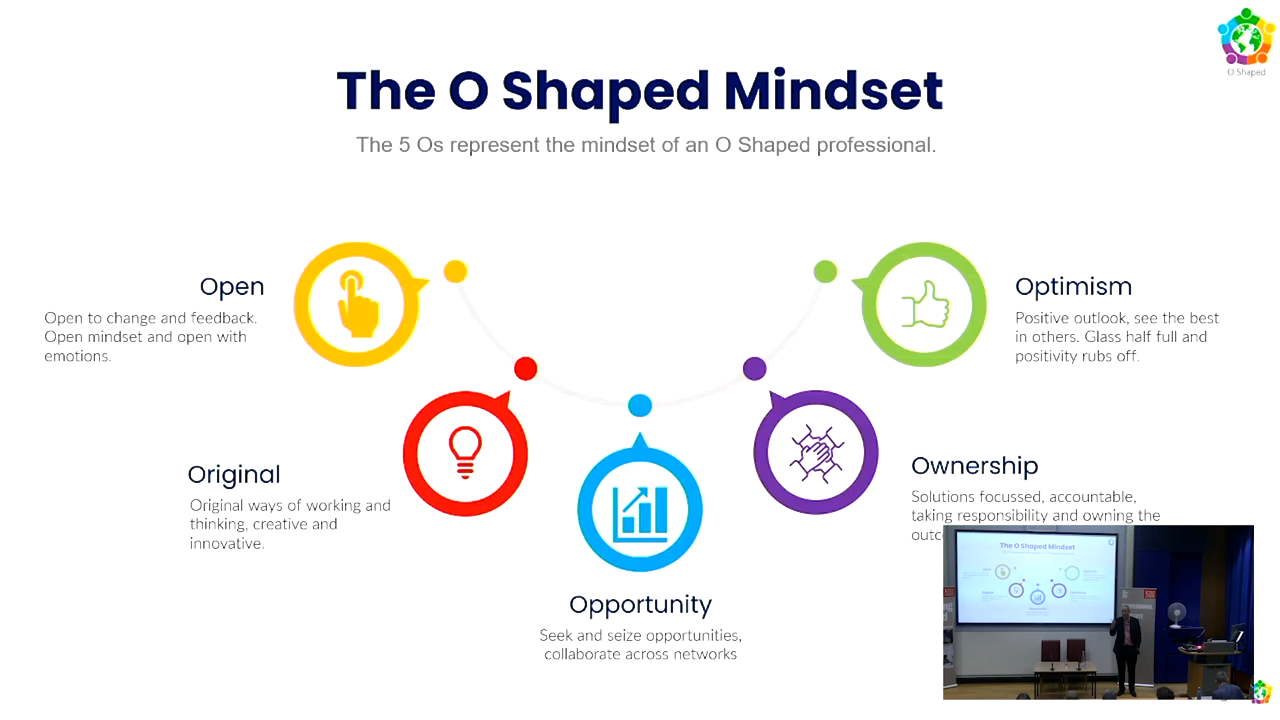 O Shaped
The O Shaped Mindset
The 5 Os represent the mindset of an O Shaped professional.
Open
Open to change and feedback.
Open mindset and open with
emotions.
Original
Original ways of working and
thinking, creative and
innovative.
Opportunity
Seek and seize opportunities,
collaborate across networks
Ownership
Solutions focussed, accountable,
taking responsibility and owning the
Optimism
Positive outlook, see the best
in others. Glass half full and
positivity rubs off.
The O Shaped Mindset